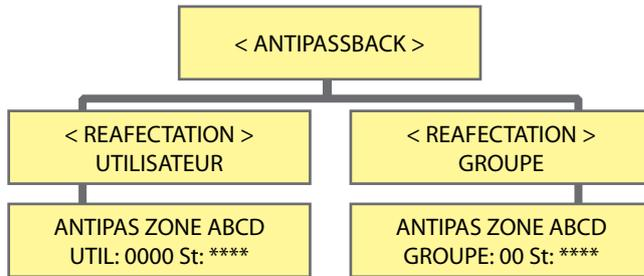 < ANTIPASSBACK >
< REAFECTATION >
UTILISATEUR
< REAFECTATION >
GROUPE
ANTIPAS ZONE ABCD
UTIL: 0000 St: ****
ANTIPAS ZONE ABCD
GROUPE: 00 St: ****